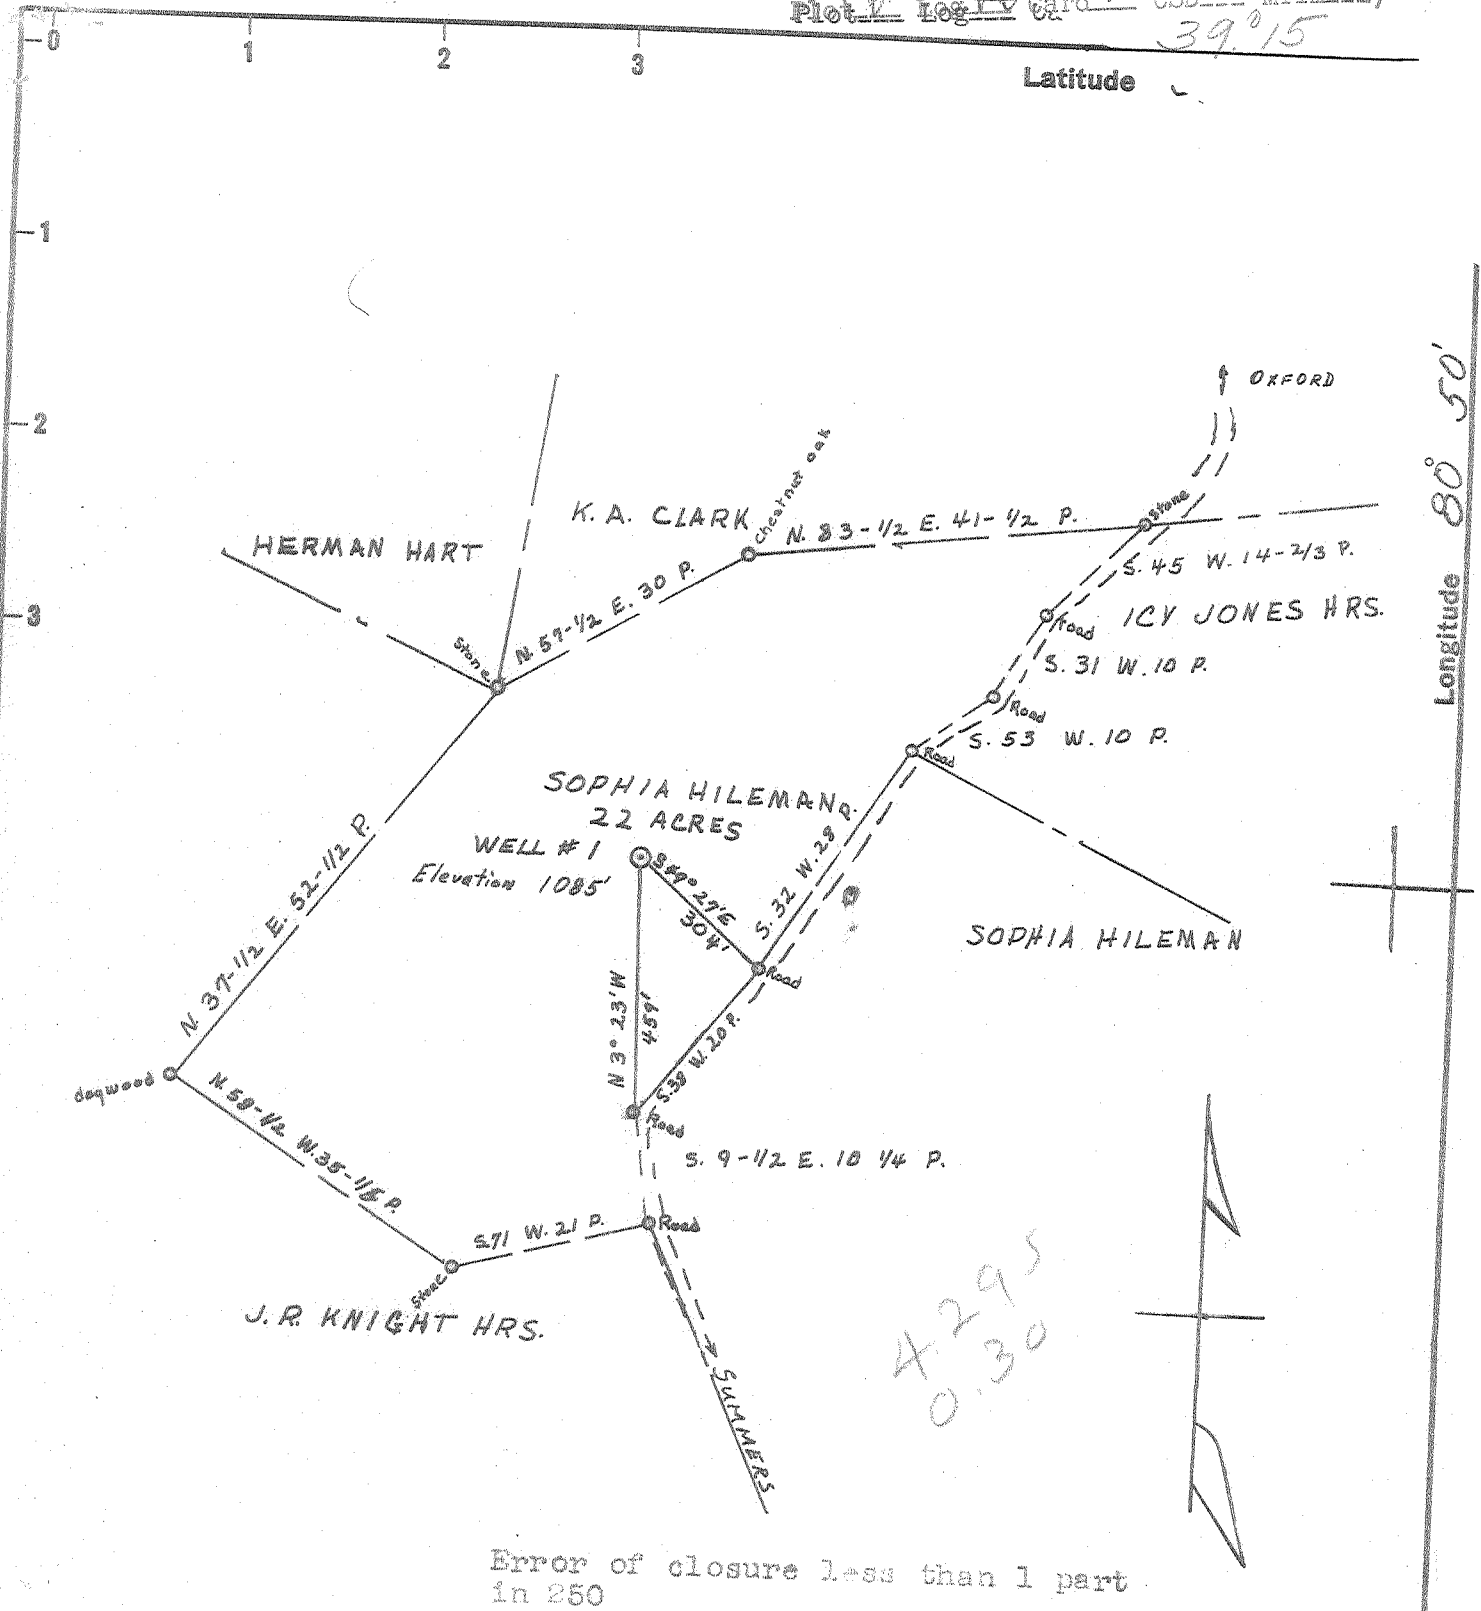 Plot Log Card
39.°15
0
1
2
3
Latitude
1
2
3
80° 50'
Longitude
OXFORD
K. A. CLARK
Chestnut oak
HERMAN HART
N. 83-1/2 E. 41-1/2 P.
Stone
S. 45 W. 14-2/3 P.
ICY JONES HRS.
Road
S. 31 W. 10 P.
Road
S. 53 W. 10 P.
Road
Stone
N. 57-1/2 E. 30 P.
N. 37-1/2 E. 52-1/2 P.
SOPHIA HILEMAN
22 ACRES
WELL # 1
Elevation 1085'
27'E
304'
S. 32 W. 28 P.
SOPHIA HILEMAN
Road
N 3° 23' W
459'
S. 38 W. 20 P.
Road
dogwood
N. 58-1/2 W. 35-1/8 P.
S. 9-1/2 E. 10 1/4 P.
S. 71 W. 21 P.
Road
Stone
J. R. KNIGHT HRS.
SUMMERS
4.295
0.30
Error of closure less than 1 part
in 250